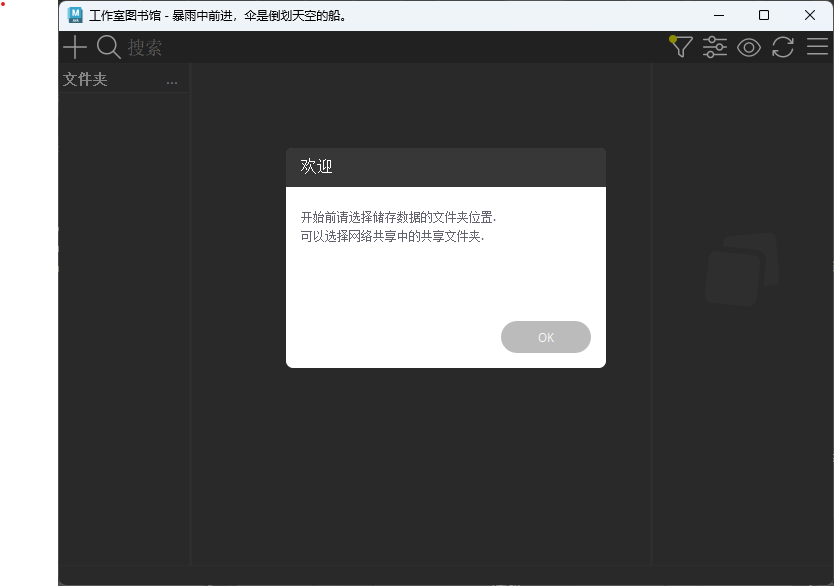 工作室图书馆 - 暴雨中前进，伞是倒划天空的船。
搜索
文件夹 ...
欢迎
开始前请选择储存数据的文件夹位置.
可以选择网络共享中的共享文件夹.
OK